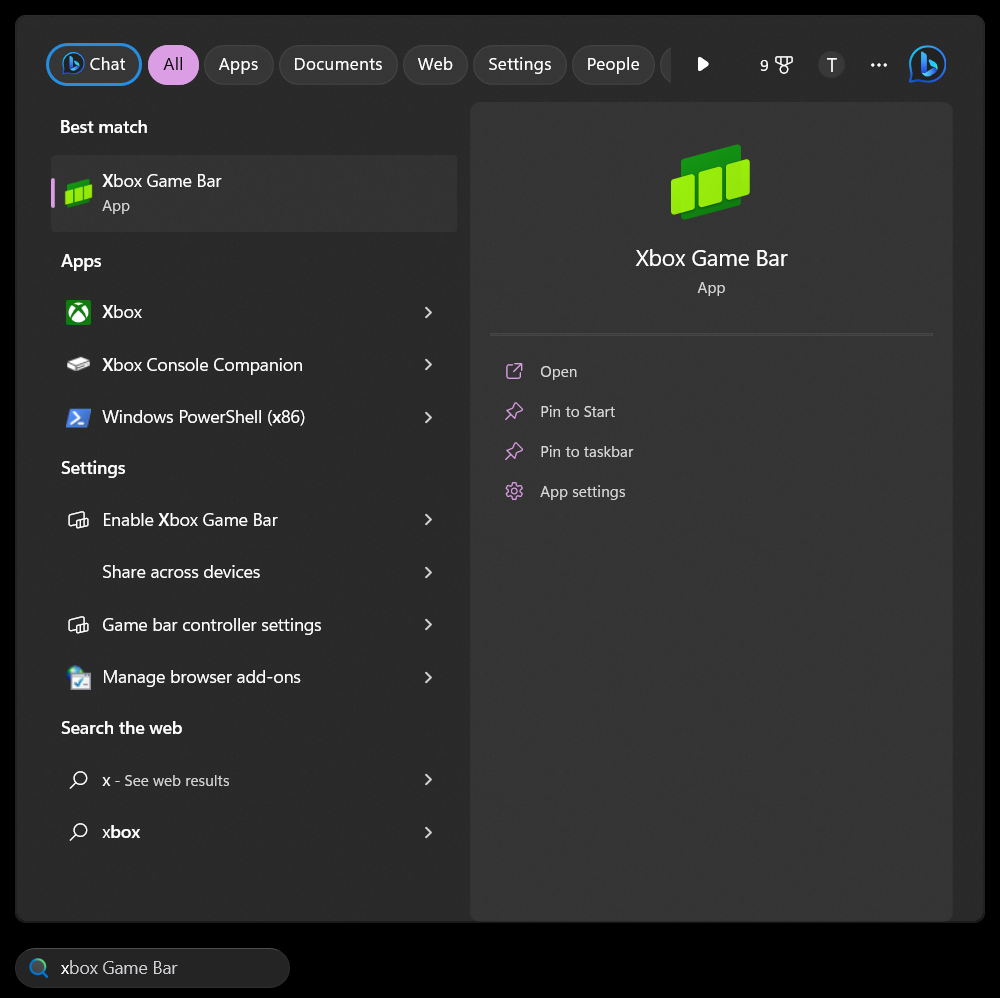 Chat All Apps Documents Web Settings People 9 T
Best match
Xbox Game Bar
App
Apps
Xbox
Xbox Console Companion
Windows PowerShell (x86)
Settings
Enable Xbox Game Bar
Share across devices
Game bar controller settings
Manage browser add-ons
Search the web
x - See web results
xbox
Xbox Game Bar
App
Open
Pin to Start
Pin to taskbar
App settings
xbox Game Bar